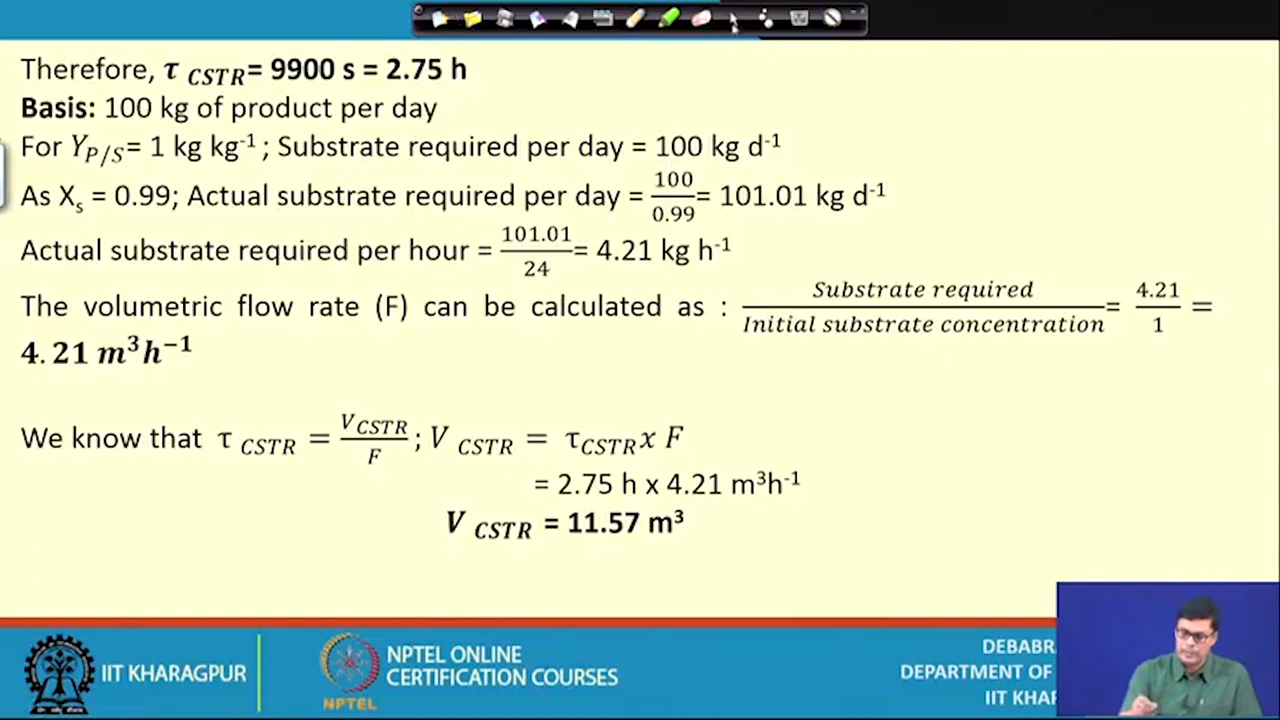 Therefore, τ CSTR= 9900 s = 2.75 h
Basis: 100 kg of product per day
For Y_P/S= 1 kg kg⁻¹ ; Substrate required per day = 100 kg d⁻¹
As Xₛ = 0.99; Actual substrate required per day = 100/0.99 = 101.01 kg d⁻¹
Actual substrate required per hour = 101.01/24 = 4.21 kg h⁻¹
The volumetric flow rate (F) can be calculated as : Substrate required/Initial substrate concentration = 4.21/1 =
4. 21 m³h⁻¹
We know that τ CSTR = V CSTR/F ; V CSTR = τCSTR x F
= 2.75 h x 4.21 m³h⁻¹
V CSTR = 11.57 m³
IIT KHARAGPUR
NPTEL
NPTEL ONLINE
CERTIFICATION COURSES
DEBABR
DEPARTMENT OF
IIT KHAR